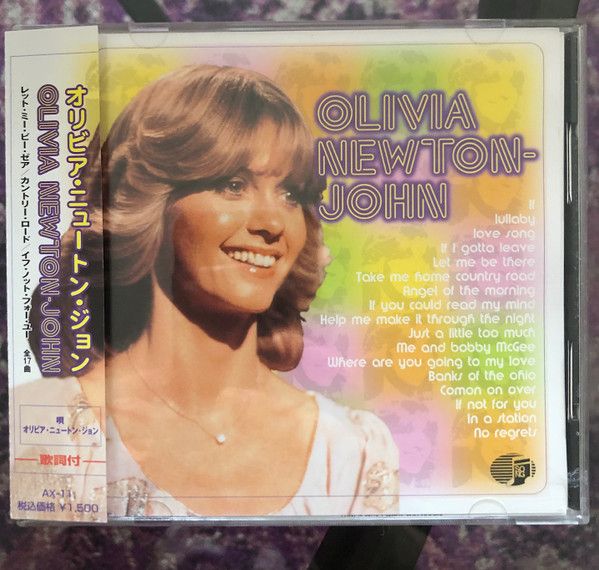 オリビア・ニュートン・ジョン
OLIVIA NEWTON-JOHN
レット・ミー・ビー・ゼア/カントリー・ロード/イフ・ノット・フォー・ユー 全17曲
唄
オリビア・ニュートン・ジョン
歌詞付
AX-11
税込価格 ¥1,500
OLIVIA
NEWTON-
JOHN
If
lullaby
love song
If I gotta leave
Let me be there
Take me home country road
Angel of the morning
If you could read my mind
Help me make it through the night
Just a little too much
Me and bobby McGee
Where are you going to my love
Banks of the ohio
Comon on over
If not for you
In a station
No regrets